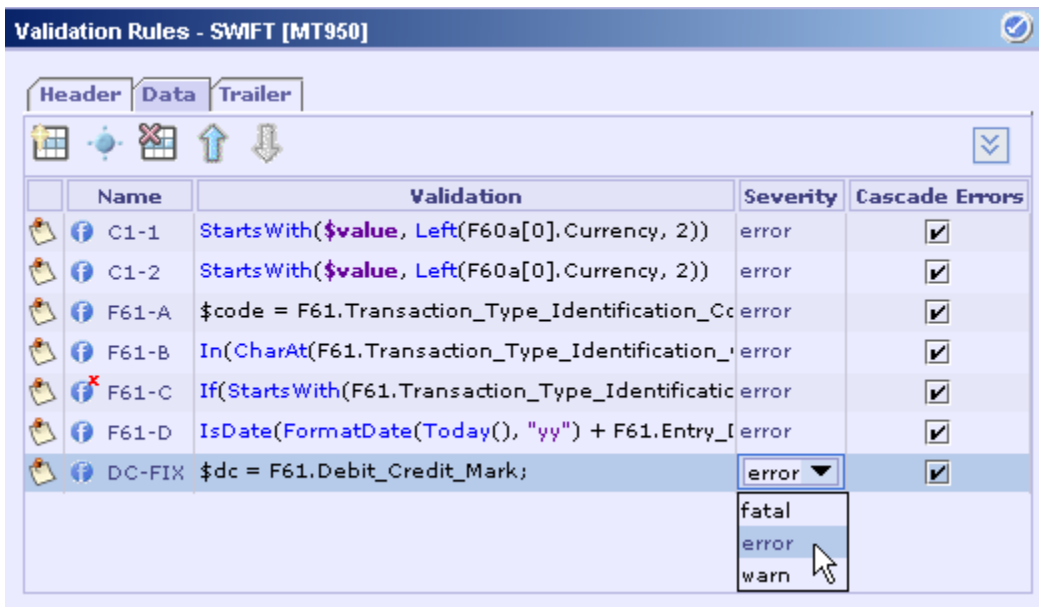 Validation Rules - SWIFT [MT950]
Header Data Trailer
Name Validation Severity Cascade Errors
C1-1 StartsWith($value, Left(F60a[0].Currency, 2)) error
C1-2 StartsWith($value, Left(F60a[0].Currency, 2)) error
F61-A $code = F61.Transaction_Type_Identification_Co error
F61-B In(CharAt(F61.Transaction_Type_Identification_ error
F61-C If(StartsWith(F61.Transaction_Type_Identificatic error
F61-D IsDate(FormatDate(Today(), "yy") + F61.Entry_ error
DC-FIX $dc = F61.Debit_Credit_Mark; error
fatal
error
warn